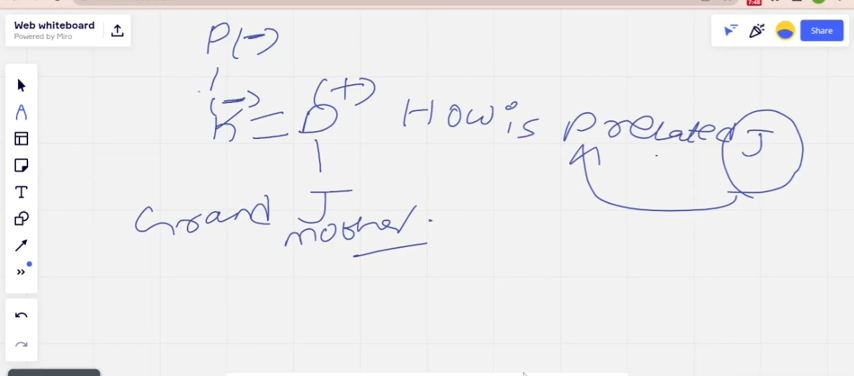 Web whiteboard
Powered by Miro
Share
P(-)
(-) (+)
K = D How is P related J
J
Grand mother.
T